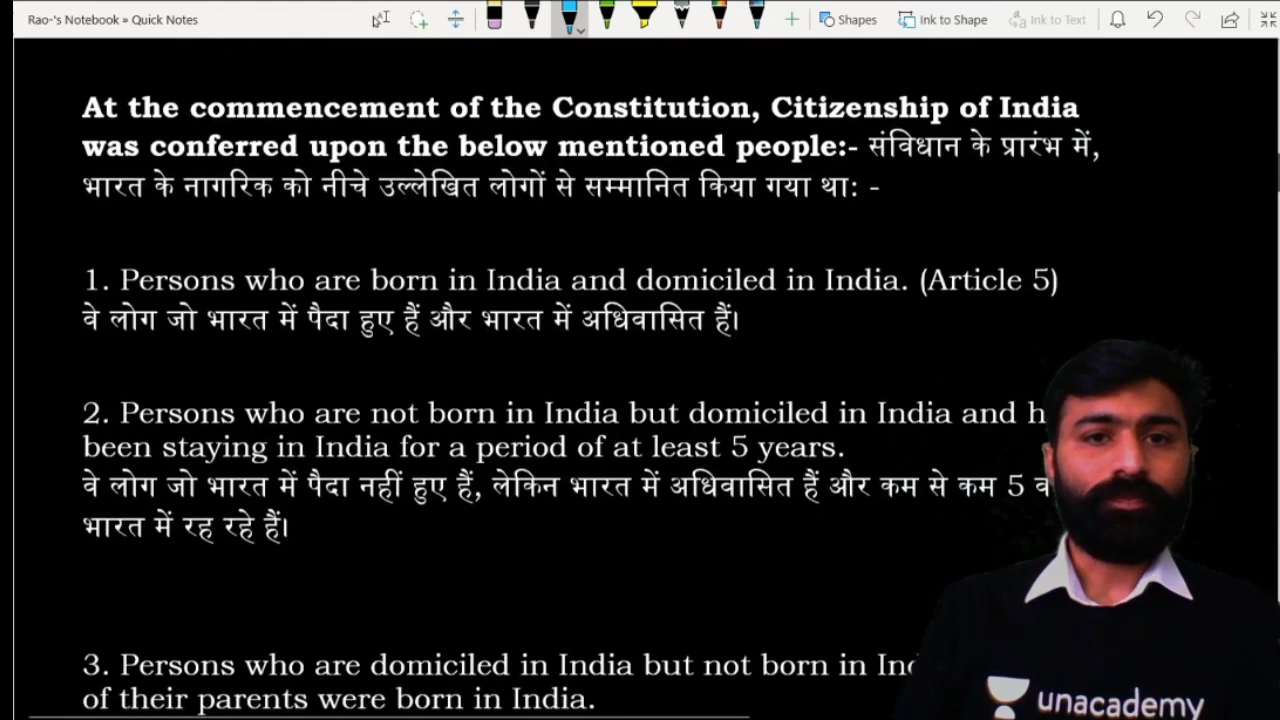 Rao-'s Notebook » Quick Notes
Shapes
Ink to Shape
Ink to Text
At the commencement of the Constitution, Citizenship of India
was conferred upon the below mentioned people:- संविधान के प्रारंभ में,
भारत के नागरिक को नीचे उल्लेखित लोगों से सम्मानित किया गया था: -
1. Persons who are born in India and domiciled in India. (Article 5)
वे लोग जो भारत में पैदा हुए हैं और भारत में अधिवासित हैं।
2. Persons who are not born in India but domiciled in India and
been staying in India for a period of at least 5 years.
वे लोग जो भारत में पैदा नहीं हुए हैं, लेकिन भारत में अधिवासित हैं और कम से कम 5
भारत में रह रहे हैं।
3. Persons who are domiciled in India but not born in
of their parents were born in India.
unacademy